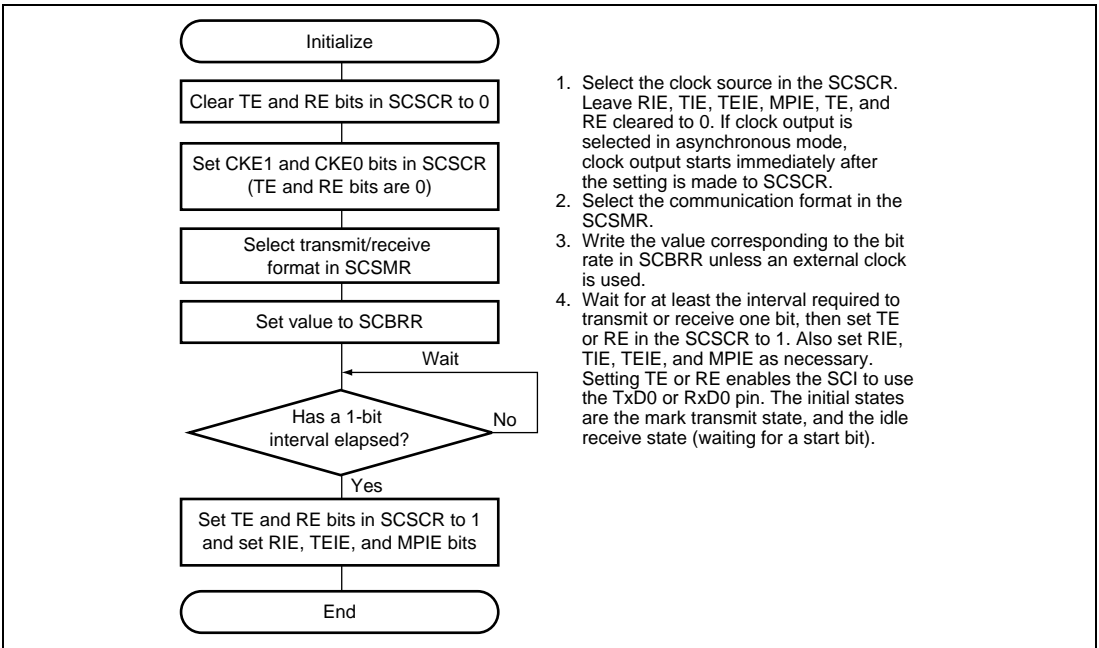 Initialize
Clear TE and RE bits in SCSCR to 0
Set CKE1 and CKE0 bits in SCSCR
(TE and RE bits are 0)
Select transmit/receive
format in SCSMR
Set value to SCBRR
Wait
Has a 1-bit
interval elapsed?
No
Yes
Set TE and RE bits in SCSCR to 1
and set RIE, TEIE, and MPIE bits
End
1. Select the clock source in the SCSCR.
Leave RIE, TIE, TEIE, MPIE, TE, and
RE cleared to 0. If clock output is
selected in asynchronous mode,
clock output starts immediately after
the setting is made to SCSCR.
2. Select the communication format in the
SCSMR.
3. Write the value corresponding to the bit
rate in SCBRR unless an external clock
is used.
4. Wait for at least the interval required to
transmit or receive one bit, then set TE
or RE in the SCSCR to 1. Also set RIE,
TIE, TEIE, and MPIE as necessary.
Setting TE or RE enables the SCI to use
the TxD0 or RxD0 pin. The initial states
are the mark transmit state, and the idle
receive state (waiting for a start bit).